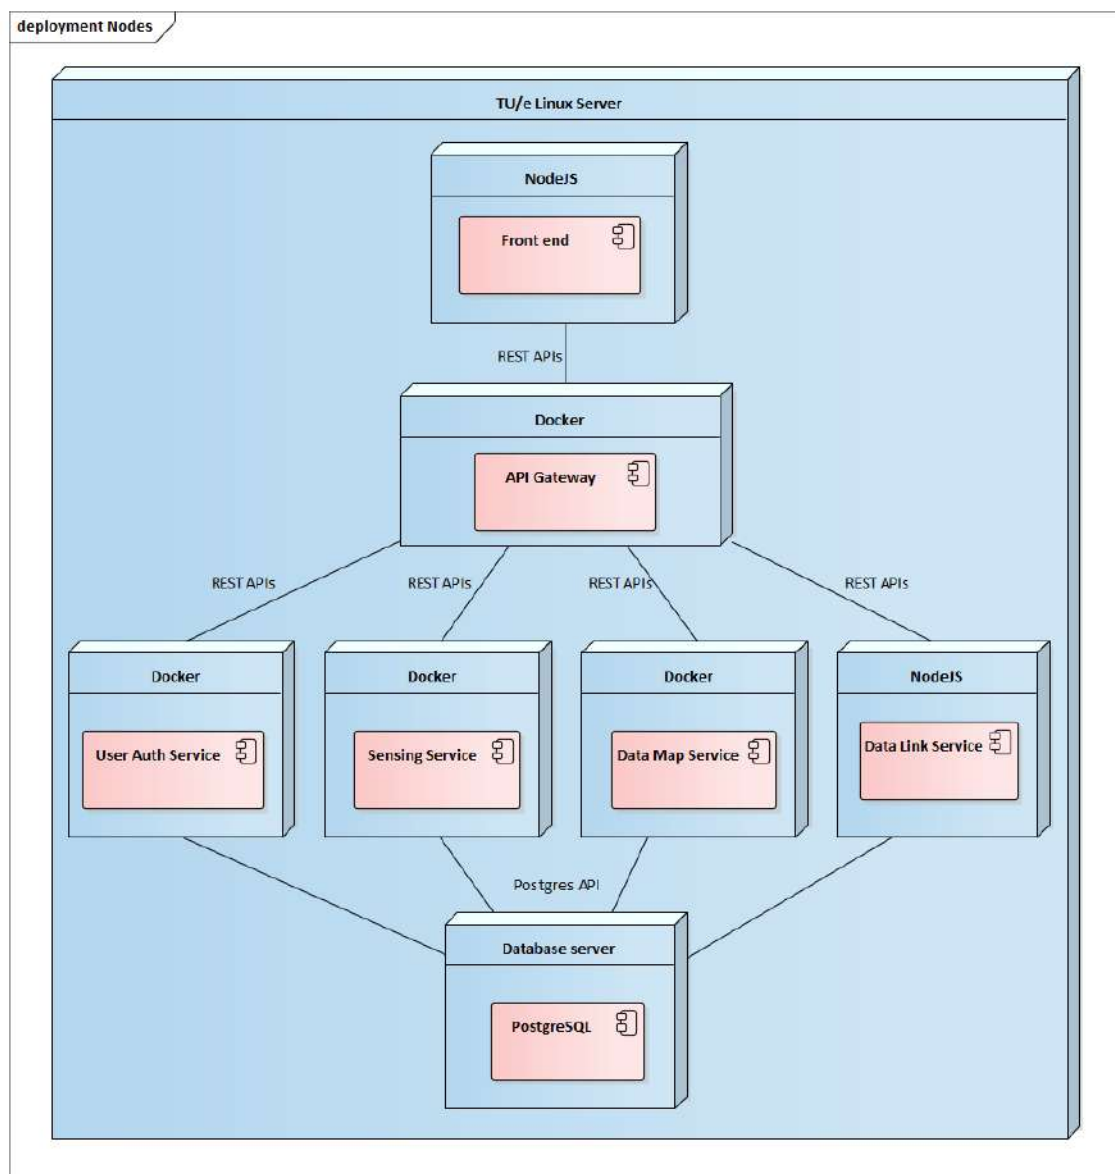 deployment Nodes
TU/e Linux Server
NodeJS
Front end
REST APIs
Docker
API Gateway
REST APIs
REST APIs
REST APIs
REST APIs
Docker
Docker
Docker
NodeJS
User Auth Service
Sensing Service
Data Map Service
Data Link Service
Postgres API
Database server
PostgreSQL